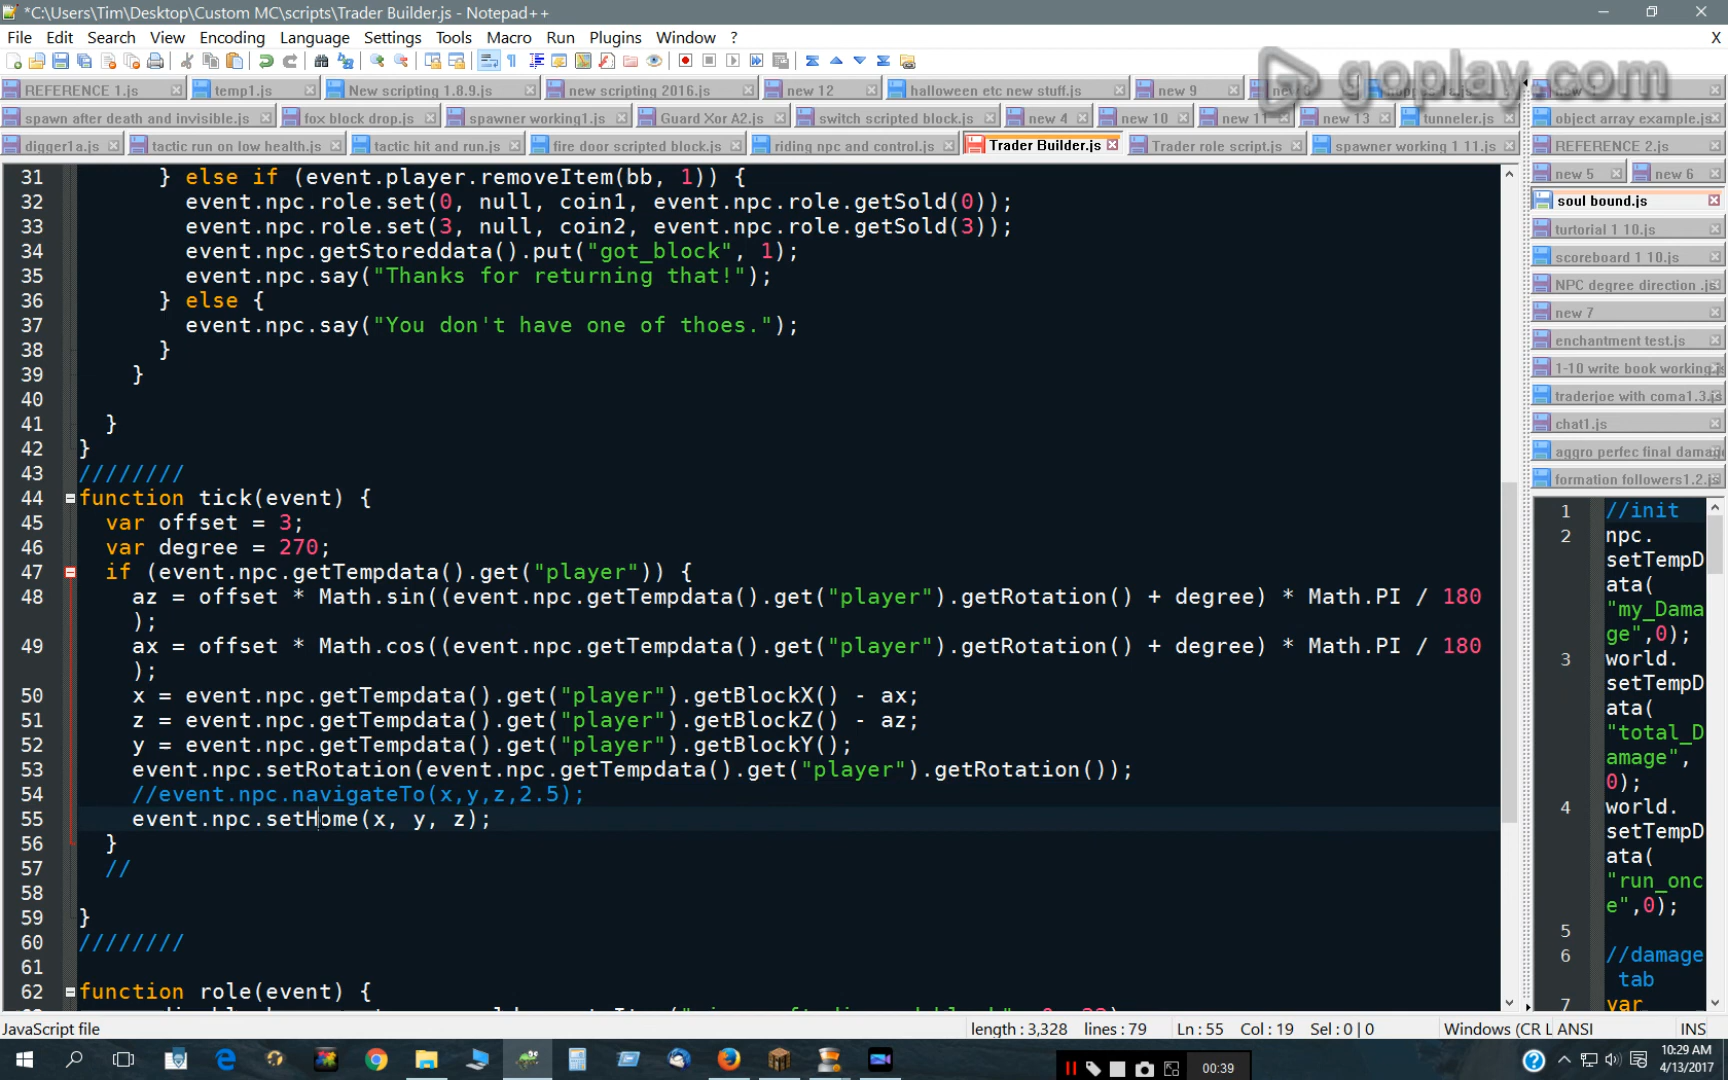 *C:\Users\Tim\Desktop\Custom MC\scripts\Trader Builder.js - Notepad++
File Edit Search View Encoding Language Settings Tools Macro Run Plugins Window ? X
goplay.com
REFERENCE 1.js temp1.js New scripting 1.8.9.js new scripting 2016.js new 12 halloween etc new stuff.js new 9
spawn after death and invisible.js fox block drop.js spawner working1.js Guard Xor A2.js switch scripted block.js new 4 new 10 new 11 new 13 tunneler.js
digger1a.js tactic run on low health.js tactic hit and run.js fire door scripted block.js riding npc and control.js Trader Builder.js Trader role script.js spawner working 1 11.js
31 } else if (event.player.removeItem(bb, 1)) {
32 event.npc.role.set(0, null, coin1, event.npc.role.getSold(0));
33 event.npc.role.set(3, null, coin2, event.npc.role.getSold(3));
34 event.npc.getStoreddata().put("got_block", 1);
35 event.npc.say("Thanks for returning that!");
36 } else {
37 event.npc.say("You don't have one of thoes.");
38 }
39 }
40
41 }
42 }
43 ////////
44 function tick(event) {
45 var offset = 3;
46 var degree = 270;
47 if (event.npc.getTempdata().get("player")) {
48 az = offset * Math.sin((event.npc.getTempdata().get("player").getRotation() + degree) * Math.PI / 180
);
49 ax = offset * Math.cos((event.npc.getTempdata().get("player").getRotation() + degree) * Math.PI / 180
);
50 x = event.npc.getTempdata().get("player").getBlockX() - ax;
51 z = event.npc.getTempdata().get("player").getBlockZ() - az;
52 y = event.npc.getTempdata().get("player").getBlockY();
53 event.npc.setRotation(event.npc.getTempdata().get("player").getRotation());
54 //event.npc.navigateTo(x,y,z,2.5);
55 event.npc.setHome(x, y, z);
56 }
57 //
58
59 }
60 ////////
61
62 function role(event) {
object array example.js
REFERENCE 2.js
new 5 new 6
soul bound.js
turtorial 1 10.js
scoreboard 1 10.js
NPC degree direction .js
new 7
enchantment test.js
1-10 write book working.j
traderjoe with coma1.3.js
chat1.js
aggro perfec final damag
formation followers1.2.js
1 //init
2 npc.
setTempD
ata(
"my_Dama
ge",0);
3 world.
setTempD
ata(
"total_D
amage",
0);
4 world.
setTempD
ata(
"run_onc
e",0);
5
6 //damage
tab
7 var
JavaScript file length : 3,328 lines : 79 Ln : 55 Col : 19 Sel : 0 | 0 Windows (CR L ANSI INS
00:39
10:29 AM
4/13/2017